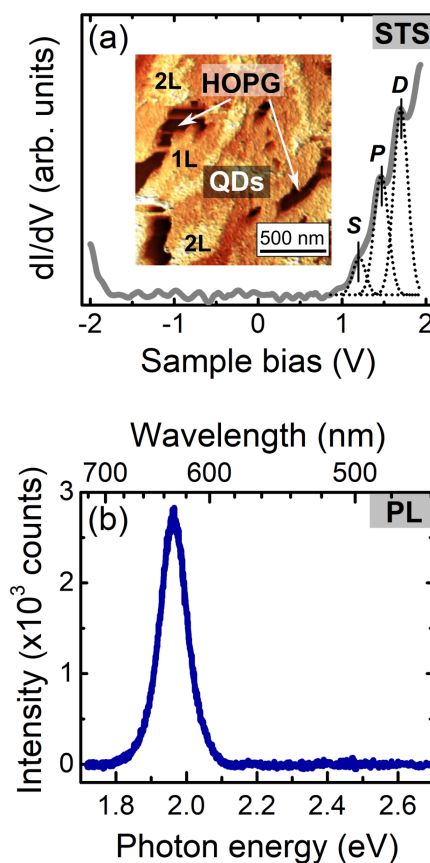 (a)
STS
2L
HOPG
1L
QDs
2L
500 nm
S
P
D
dI/dV (arb. units)
-2 -1 0 1 2
Sample bias (V)
Wavelength (nm)
700 600 500
(b)
PL
3
2
1
0
Intensity (x10³ counts)
1.8 2.0 2.2 2.4 2.6
Photon energy (eV)